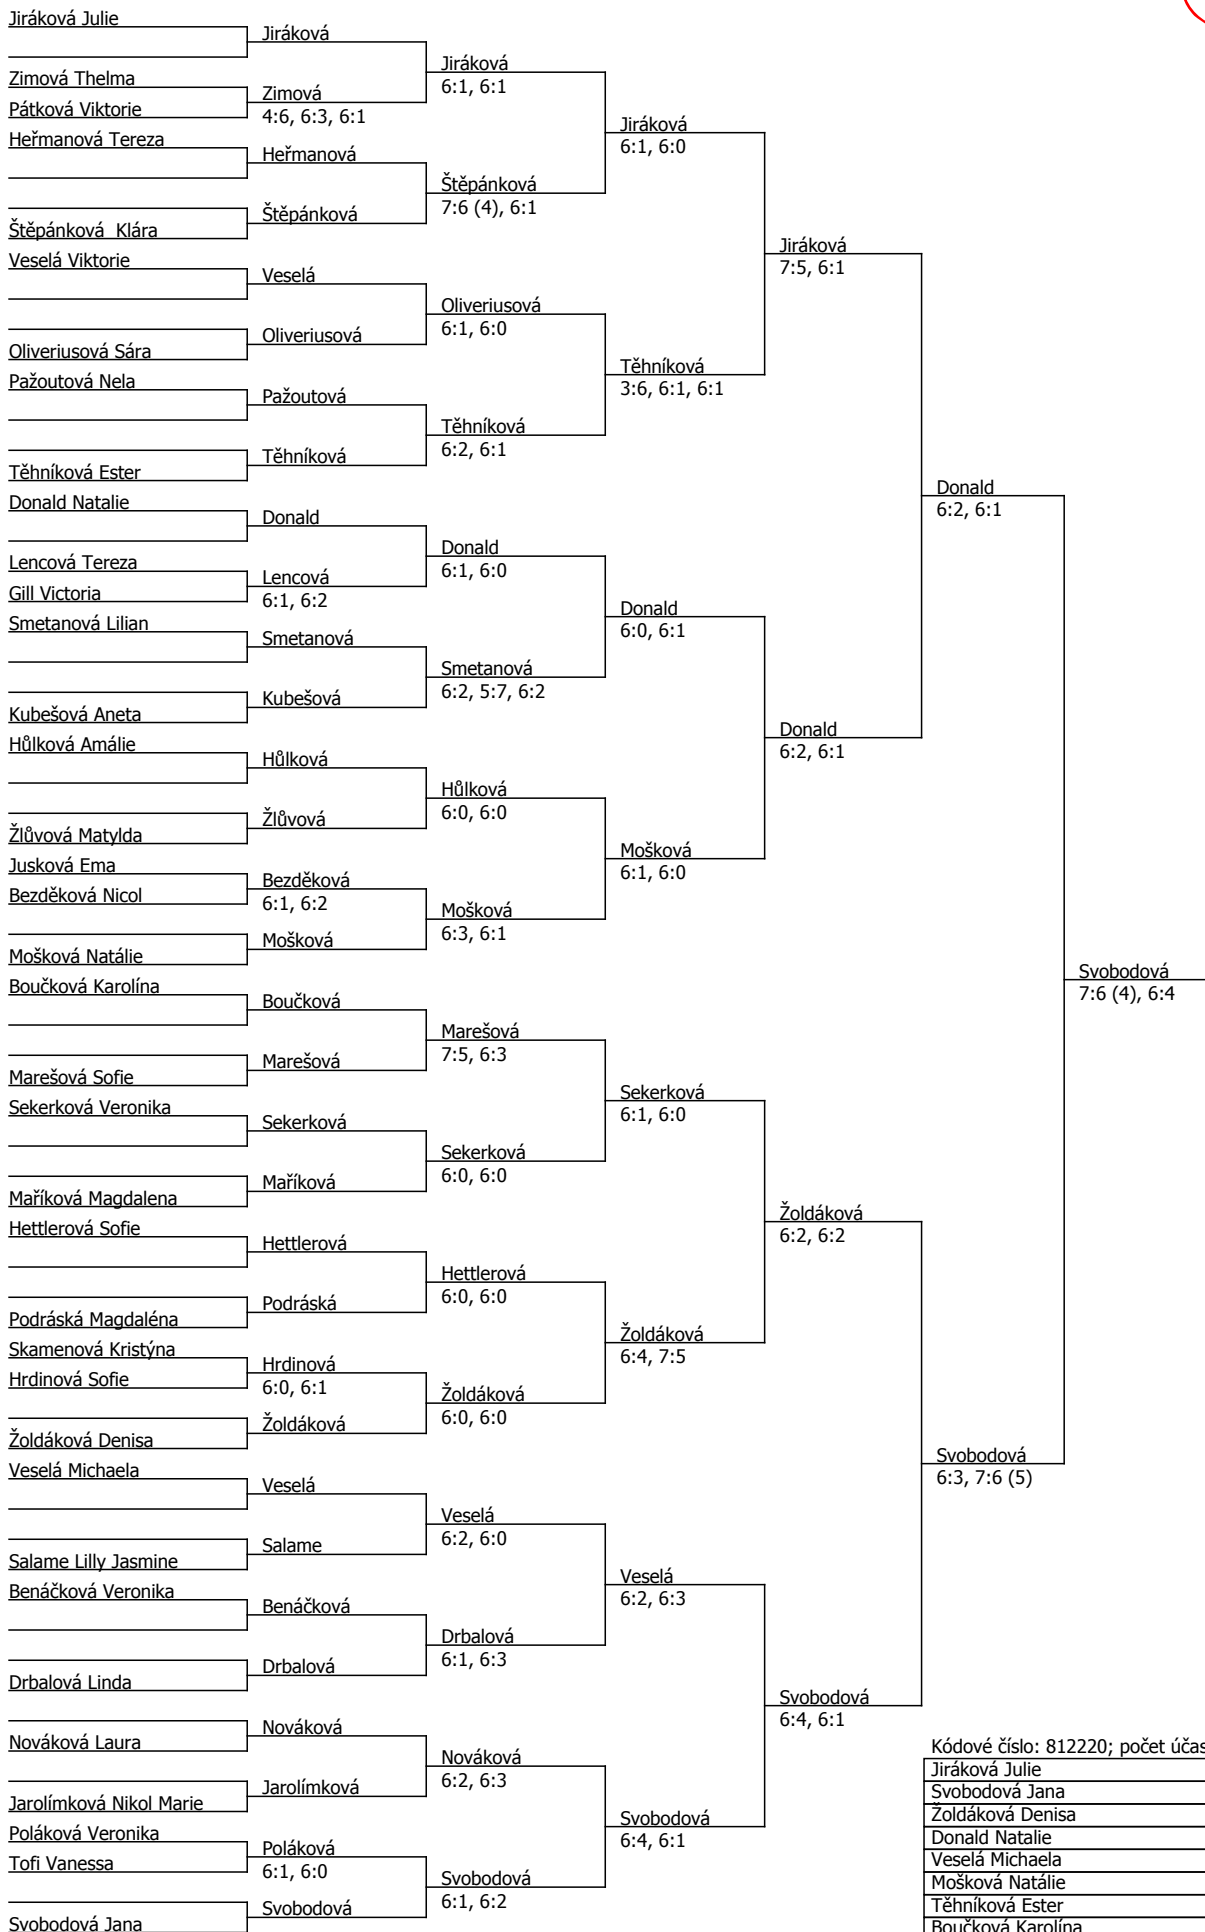 Jiráková Julie
Zimová Thelma
Pátková Viktorie
Heřmanová Tereza
Štěpánková  Klára
Veselá Viktorie
Oliveriusová Sára
Pažoutová Nela
Těhníková Ester
Donald Natalie
Lencová Tereza
Gill Victoria
Smetanová Lilian
Kubešová Aneta
Hůlková Amálie
Žlůvová Matylda
Jusková Ema
Bezděková Nicol
Mošková Natálie
Boučková Karolína
Marešová Sofie
Sekerková Veronika
Maříková Magdalena
Hettlerová Sofie
Podráská Magdaléna
Skamenová Kristýna
Hrdinová Sofie
Žoldáková Denisa
Veselá Michaela
Salame Lilly Jasmine
Benáčková Veronika
Drbalová Linda
Nováková Laura
Jarolímková Nikol Marie
Poláková Veronika
Tofi Vanessa
Svobodová Jana
Jiráková
Zimová
4:6, 6:3, 6:1
Heřmanová
Štěpánková
Veselá
Oliveriusová
Pažoutová
Těhníková
Donald
Lencová
6:1, 6:2
Smetanová
Kubešová
Hůlková
Žlůvová
Bezděková
6:1, 6:2
Mošková
Boučková
Marešová
Sekerková
Maříková
Hettlerová
Podráská
Hrdinová
6:0, 6:1
Žoldáková
Veselá
Salame
Benáčková
Drbalová
Nováková
Jarolímková
Poláková
6:1, 6:0
Svobodová
Jiráková
6:1, 6:1
Štěpánková
7:6 (4), 6:1
Oliveriusová
6:1, 6:0
Těhníková
6:2, 6:1
Donald
6:1, 6:0
Smetanová
6:2, 5:7, 6:2
Hůlková
6:0, 6:0
Mošková
6:3, 6:1
Marešová
7:5, 6:3
Sekerková
6:0, 6:0
Hettlerová
6:0, 6:0
Žoldáková
6:0, 6:0
Veselá
6:2, 6:0
Drbalová
6:1, 6:3
Nováková
6:2, 6:3
Svobodová
6:1, 6:2
Jiráková
6:1, 6:0
Těhníková
3:6, 6:1, 6:1
Donald
6:0, 6:1
Mošková
6:1, 6:0
Sekerková
6:1, 6:0
Žoldáková
6:4, 7:5
Veselá
6:2, 6:3
Svobodová
6:4, 6:1
Jiráková
7:5, 6:1
Donald
6:2, 6:1
Žoldáková
6:2, 6:2
Svobodová
6:4, 6:1
Donald
6:2, 6:1
Svobodová
6:3, 7:6 (5)
Svobodová
7:6 (4), 6:4
Kódové číslo: 812220; počet účas
Jiráková Julie
Svobodová Jana
Žoldáková Denisa
Donald Natalie
Veselá Michaela
Mošková Natálie
Těhníková Ester
Boučková Karolína